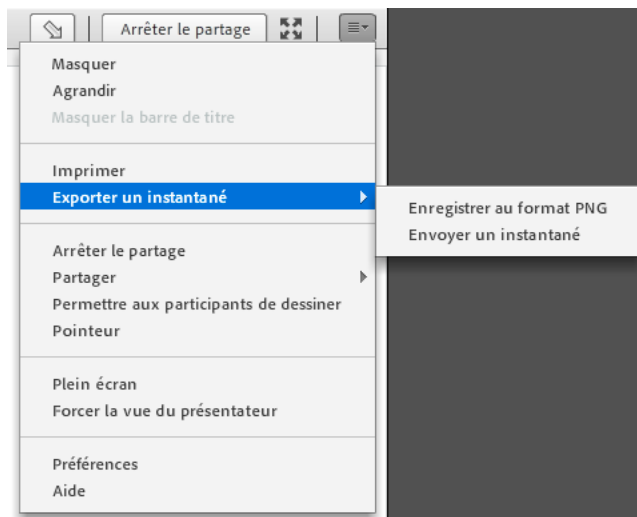 Arrêter le partage
Masquer
Agrandir
Masquer la barre de titre
Imprimer
Exporter un instantané
Enregistrer au format PNG
Envoyer un instantané
Arrêter le partage
Partager
Permettre aux participants de dessiner
Pointeur
Plein écran
Forcer la vue du présentateur
Préférences
Aide